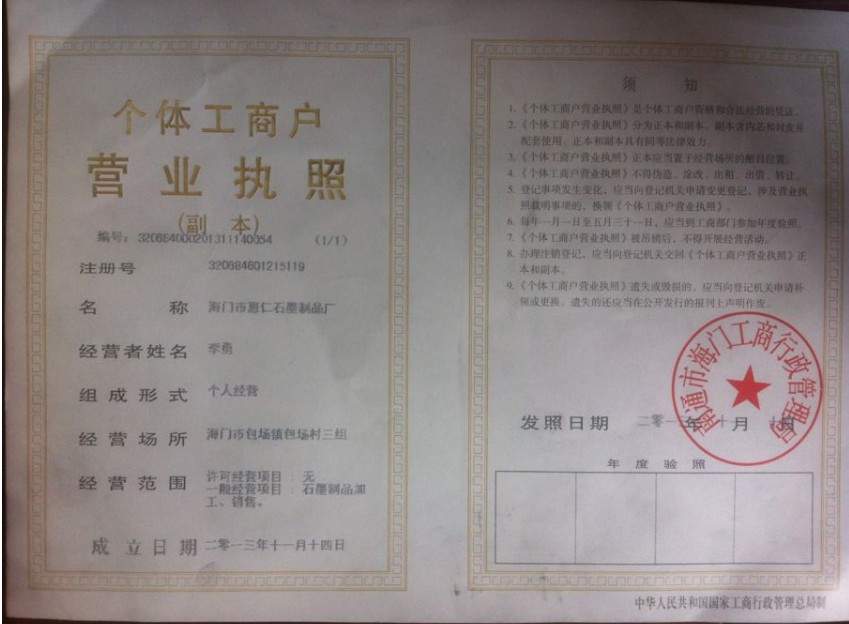 个体工商户
营业执照
(副 本)
编号: 320684000201311140054 (1/1)
注册号 320684601215119
名 称 海门市惠仁石墨制品厂
经营者姓名 李勇
组成形式 个人经营
经营场所 海门市包场镇包场村三组
经营范围 许可经营项目:无
一般经营项目:石墨制品加
工、销售。
成立日期 二零一三年十一月十四日
须 知
1. 《个体工商户营业执照》是个体工商户资格和合法经营的凭证。
2. 《个体工商户营业执照》分为正本和副本,副本含内芯和封皮并
配套使用。正本和副本具有同等法律效力。
3. 《个体工商户营业执照》正本应当置于经营场所的醒目位置。
4. 《个体工商户营业执照》不得伪造、涂改、出租、出借、转让。
5. 登记事项发生变化,应当向登记机关申请变更登记,涉及营业执
照载明事项的,换领《个体工商户营业执照》。
6. 每年一月一日至五月三十一日,应当到工商部门参加年度验照。
7. 《个体工商户营业执照》被吊销后,不得开展经营活动。
8. 办理注销登记,应当向登记机关交回《个体工商户营业执照》正
本和副本。
9. 《个体工商户营业执照》遗失或毁损的,应当向登记机关申请补
领或更换。遗失的还应当在公开发行的报刊上声明作废。
南通市海门工商行政管理局
发照日期 二零一 年 十 月 日
年度验照
中华人民共和国国家工商行政管理总局制